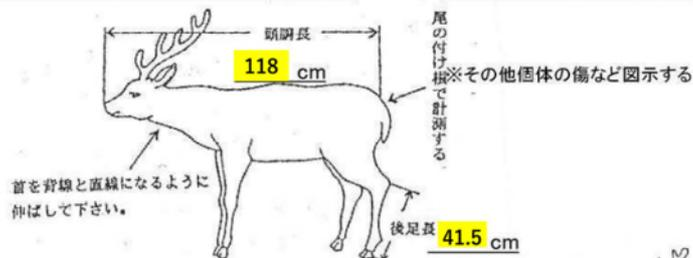 頭胴長
118 cm
尾の付け根で計測する
※その他個体の傷など図示する
首を背線と直線になるように
伸ばして下さい。
後足長 41.5 cm